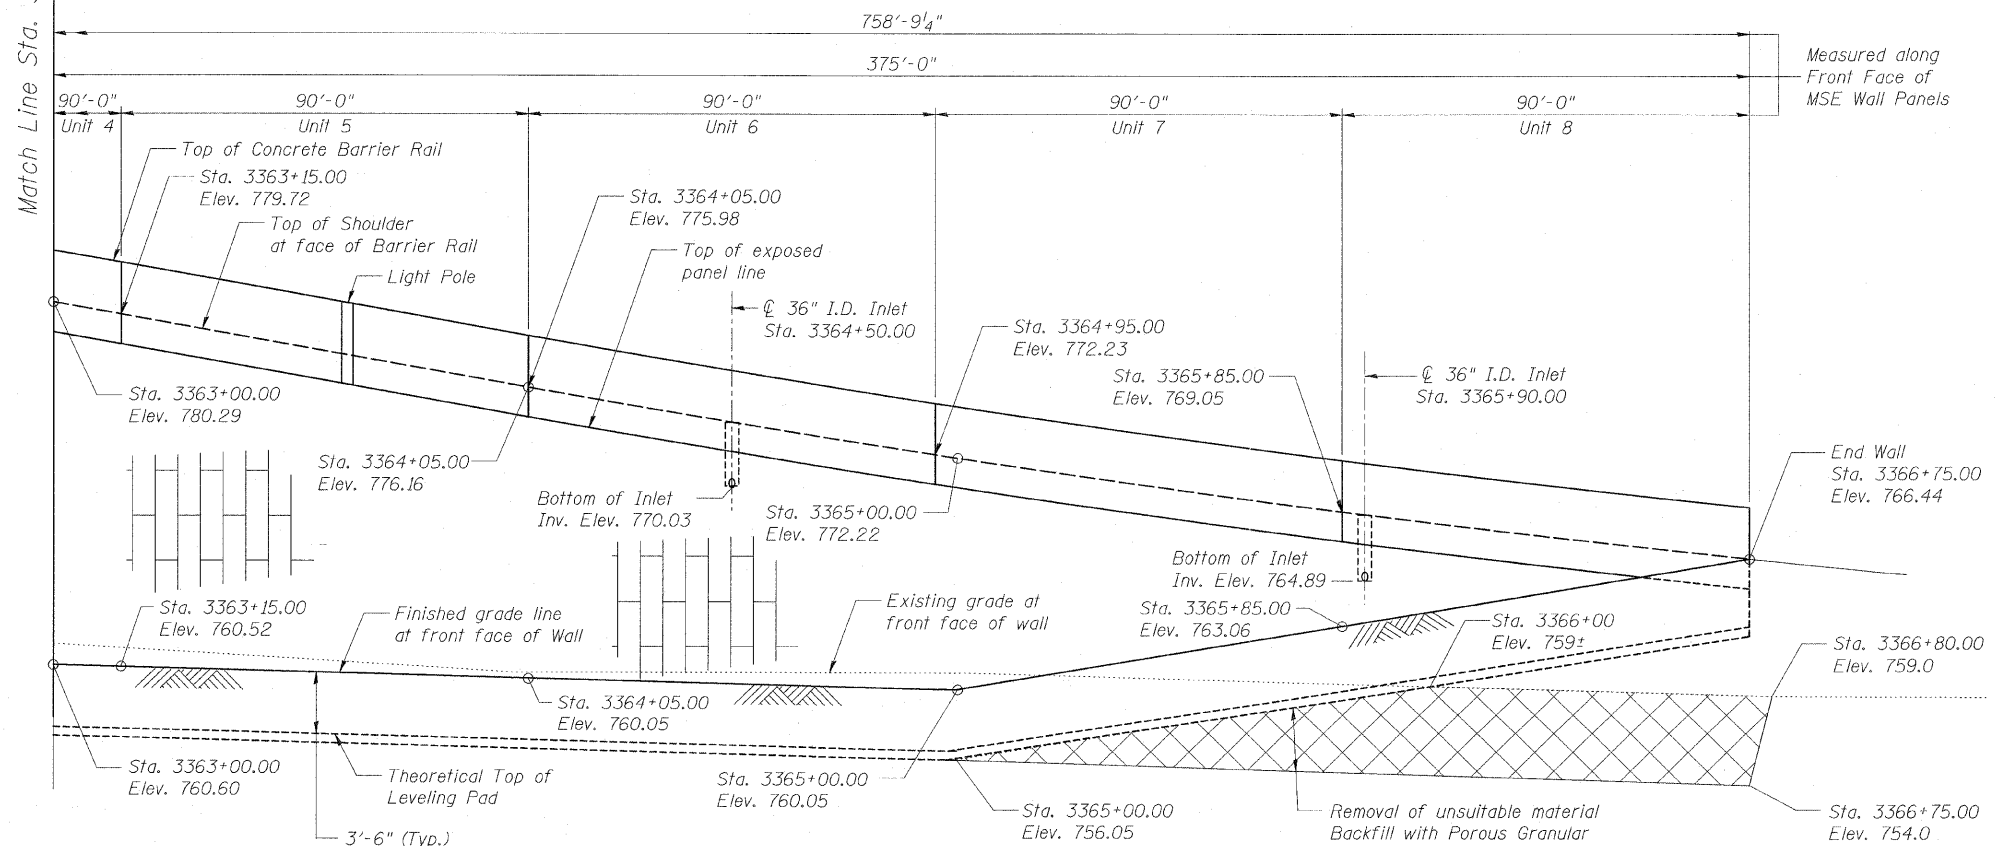 Match Line Sta.
758'-9 1/4"
375'-0"
Measured along
Front Face of
MSE Wall Panels
90'-0"
90'-0"
90'-0"
90'-0"
90'-0"
Unit 4
Unit 5
Unit 6
Unit 7
Unit 8
Top of Concrete Barrier Rail
Sta. 3363+15.00
Elev. 779.72
Top of Shoulder
at face of Barrier Rail
Light Pole
Sta. 3364+05.00
Elev. 775.98
Top of exposed
panel line
℄ 36" I.D. Inlet
Sta. 3364+50.00
Sta. 3364+95.00
Elev. 772.23
Sta. 3365+85.00
Elev. 769.05
℄ 36" I.D. Inlet
Sta. 3365+90.00
Sta. 3363+00.00
Elev. 780.29
Sta. 3364+05.00
Elev. 776.16
Bottom of Inlet
Inv. Elev. 770.03
Sta. 3365+00.00
Elev. 772.22
End Wall
Sta. 3366+75.00
Elev. 766.44
Bottom of Inlet
Inv. Elev. 764.89
Sta. 3365+85.00
Elev. 763.06
Sta. 3363+15.00
Elev. 760.52
Finished grade line
at front face of Wall
Existing grade at
front face of wall
Sta. 3366+00
Elev. 759±
Sta. 3366+80.00
Elev. 759.0
Sta. 3364+05.00
Elev. 760.05
Sta. 3363+00.00
Elev. 760.60
Theoretical Top of
Leveling Pad
Sta. 3365+00.00
Elev. 760.05
Sta. 3365+00.00
Elev. 756.05
Removal of unsuitable material
Backfill with Porous Granular
Sta. 3366+75.00
Elev. 754.0
3'-6" (Typ.)